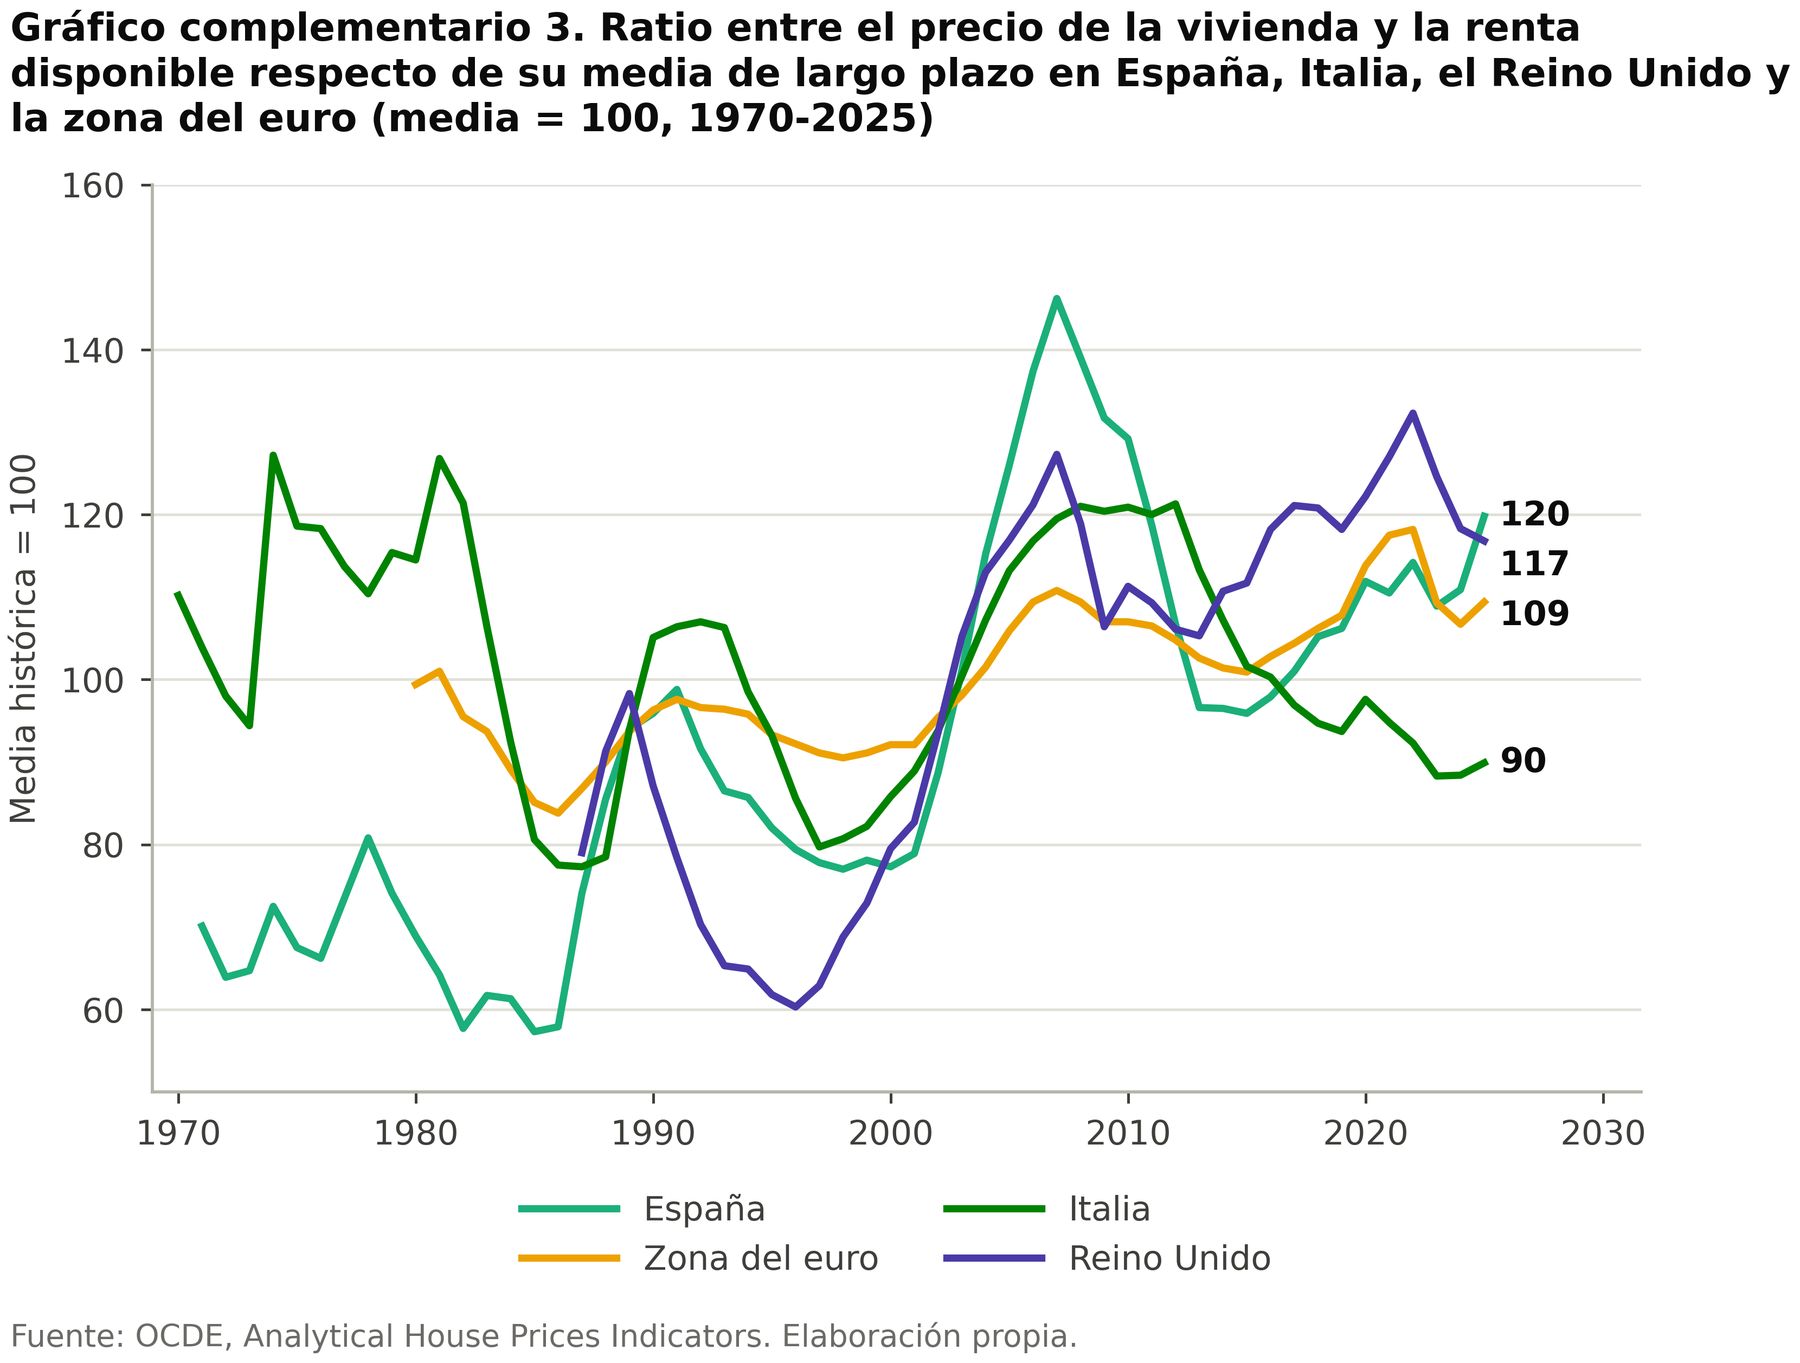 Gráfico complementario 3. Ratio entre el precio de la vivienda y la renta
disponible respecto de su media de largo plazo en España, Italia, el Reino Unido y
la zona del euro (media = 100, 1970-2025)
Media histórica = 100
160
140
120
100
80
60
120
117
109
90
1970
1980
1990
2000
2010
2020
2030
España
Italia
Zona del euro
Reino Unido
Fuente: OCDE, Analytical House Prices Indicators. Elaboración propia.